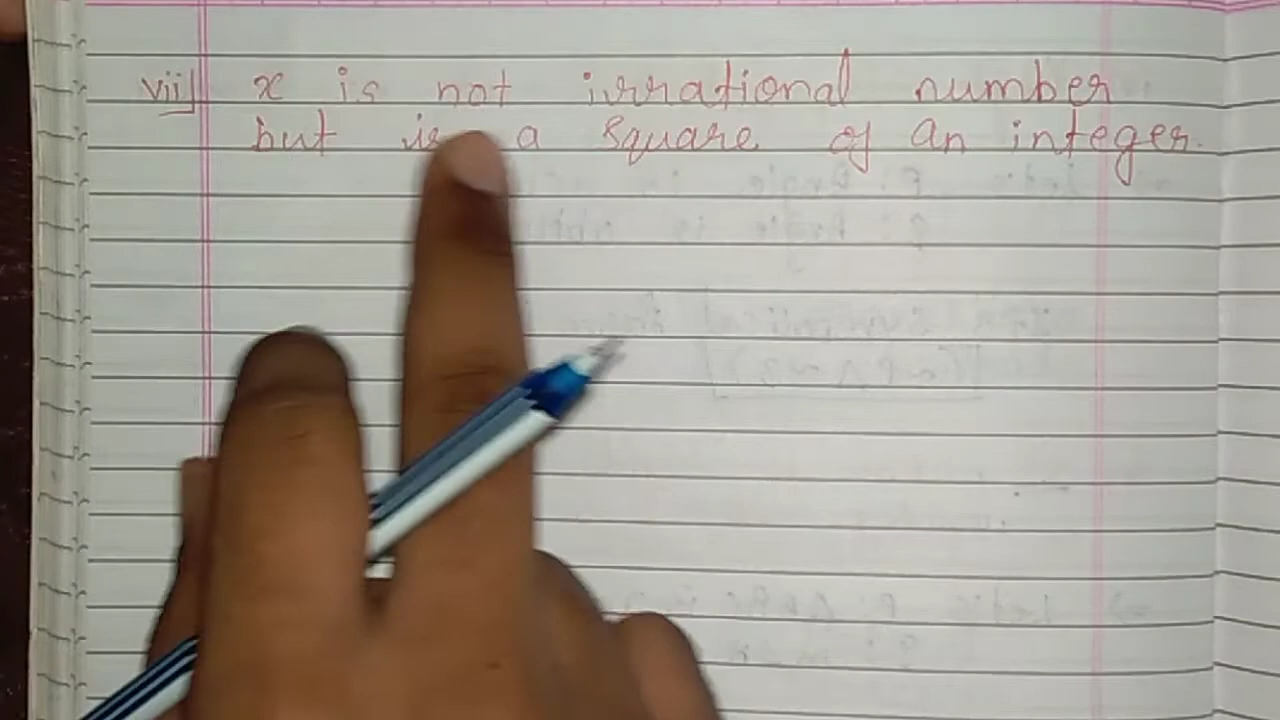 vii) x is not irrational number
but is a square of an integer.